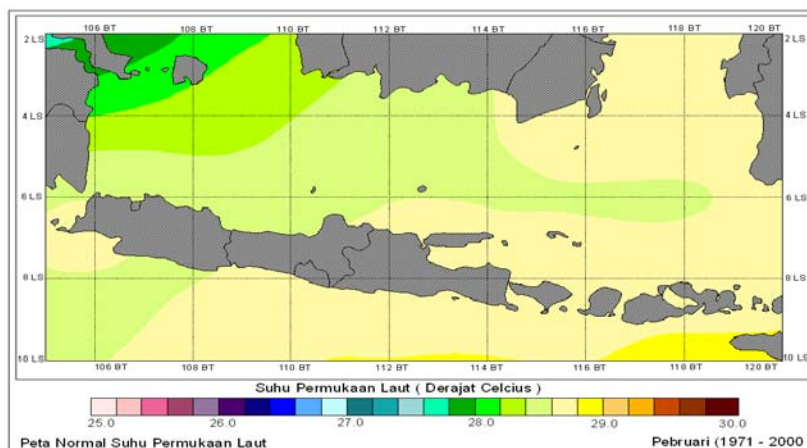 106 BT 108 BT 110 BT 112 BT 114 BT 116 BT 118 BT 120 BT
2 LS 2 LS
4 LS 4 LS
6 LS 6 LS
8 LS 8 LS
10 LS 10 LS
106 BT 108 BT 110 BT 112 BT 114 BT 116 BT 118 BT 120 BT
Suhu Permukaan Laut ( Derajat Celcius )
25.0 26.0 27.0 28.0 29.0 30.0
Peta Normal Suhu Permukaan Laut Pebruari (1971 - 2000